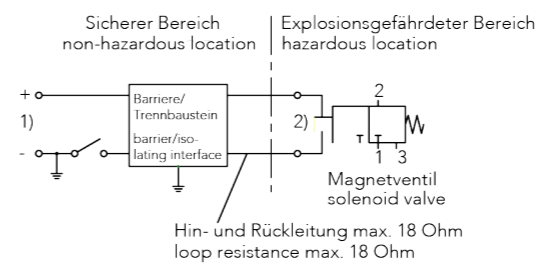 Sicherer Bereich
non-hazardous location
Explosionsgefährdeter Bereich
hazardous location
+
1)
-
Barriere/
Trennbaustein
barrier/iso-
lating interface
2)
2
T T
1 3
Magnetventil
solenoid valve
Hin- und Rückleitung max. 18 Ohm
loop resistance max. 18 Ohm